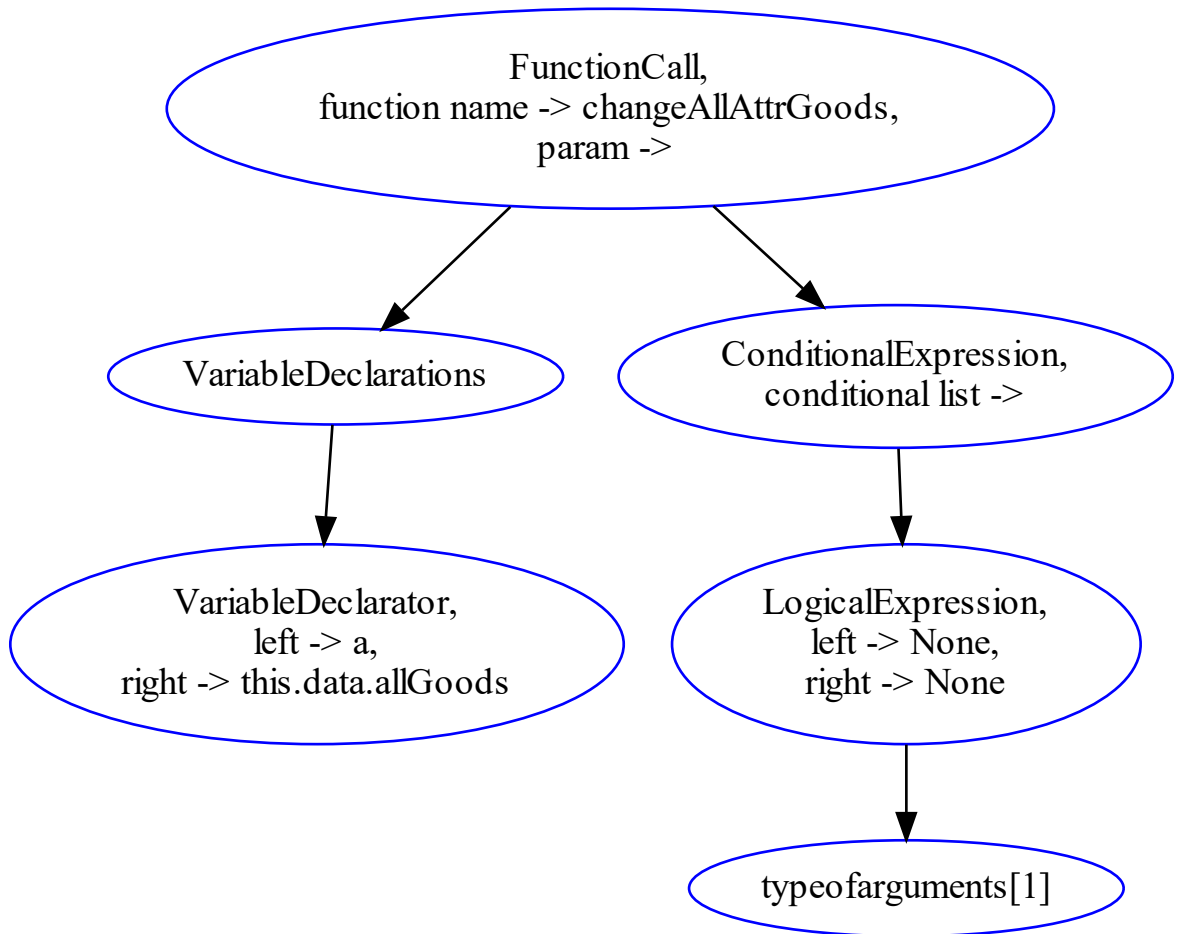 FunctionCall,
function name -> changeAllAttrGoods,
param ->
VariableDeclarations
ConditionalExpression,
conditional list ->
VariableDeclarator,
left -> a,
right -> this.data.allGoods
LogicalExpression,
left -> None,
right -> None
typeofarguments[1]